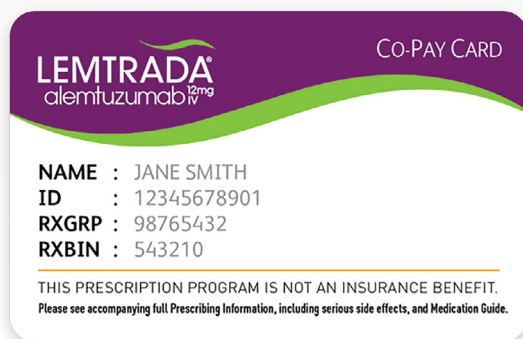 CO-PAY CARD
LEMTRADA®
alemtuzumab 12mg IV
NAME : JANE SMITH
ID : 12345678901
RXGRP : 98765432
RXBIN : 543210
THIS PRESCRIPTION PROGRAM IS NOT AN INSURANCE BENEFIT.
Please see accompanying full Prescribing Information, including serious side effects, and Medication Guide.